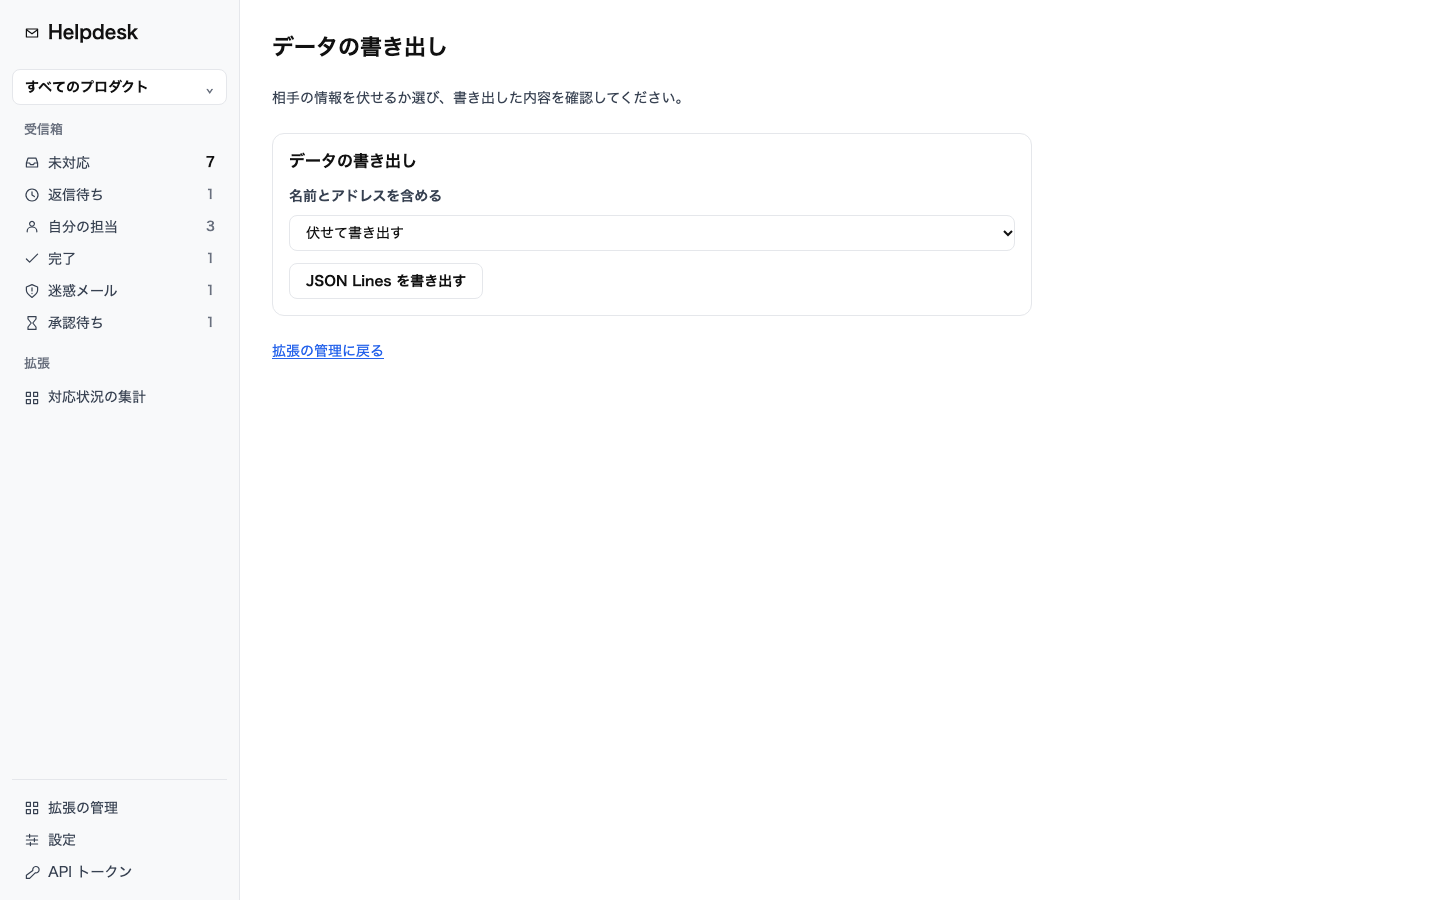 Helpdesk
すべてのプロダクト
受信箱
未対応 7
返信待ち 1
自分の担当 3
完了 1
迷惑メール 1
承認待ち 1
拡張
対応状況の集計
拡張の管理
設定
API トークン
データの書き出し
相手の情報を伏せるか選び、書き出した内容を確認してください。
データの書き出し
名前とアドレスを含める
伏せて書き出す
JSON Lines を書き出す
拡張の管理に戻る